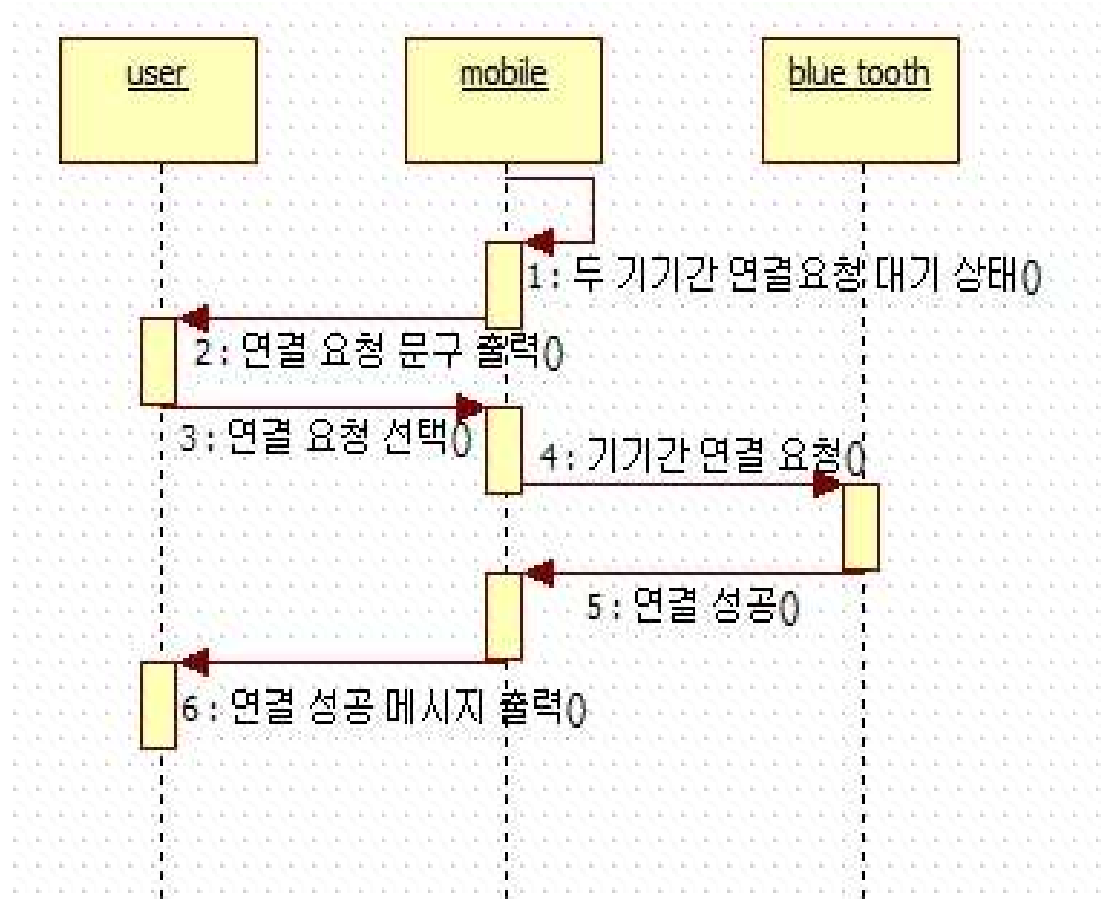 user
mobile
blue tooth
1 : 두 기기간 연결요청 대기 상태()
2 : 연결 요청 문구 출력()
3 : 연결 요청 선택()
4 : 기기간 연결 요청()
5 : 연결 성공()
6 : 연결 성공 메시지 출력()